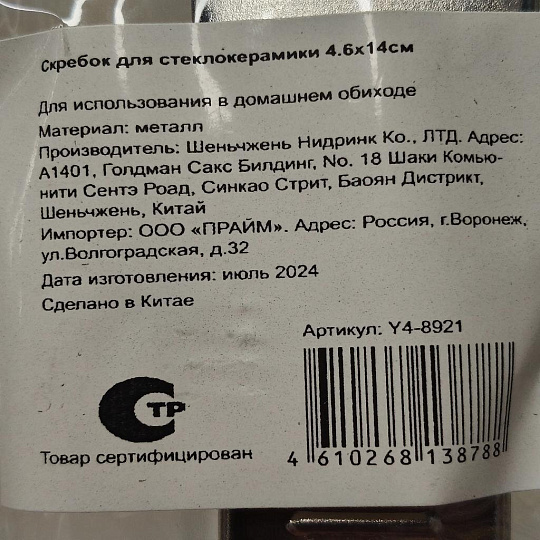 Скребок для стеклокерамики 4.6х14см
Для использования в домашнем обиходе
Материал: металл
Производитель: Шеньчжень Нидринк Ко., ЛТД. Адрес:
А1401, Голдман Сакс Билдинг, No. 18 Шаки Комью-
нити Сентэ Роад, Синкао Стрит, Баоян Дистрикт,
Шеньчжень, Китай
Импортер: ООО «ПРАЙМ». Адрес: Россия, г.Воронеж,
ул.Волгоградская, д.32
Дата изготовления: июль 2024
Сделано в Китае
Артикул: Y4-8921
СТР
Товар сертифицирован
4 610268 138788